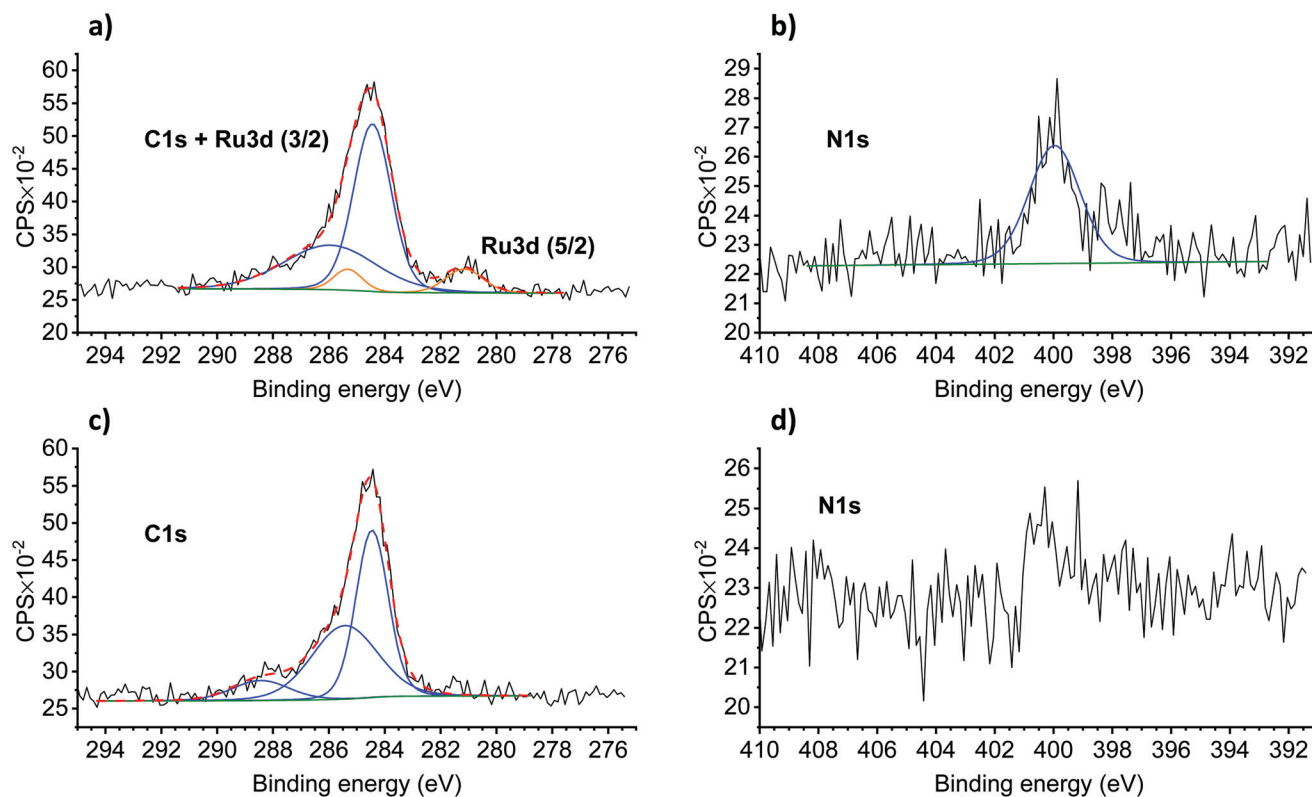 a)
60
55
50
45
40
35
30
25
20
CPS×10⁻²
C1s + Ru3d (3/2)
Ru3d (5/2)
294 292 290 288 286 284 282 280 278 276
Binding energy (eV)
b)
29
28
27
26
25
24
23
22
21
20
CPS×10⁻²
N1s
410 408 406 404 402 400 398 396 394 392
Binding energy (eV)
c)
60
55
50
45
40
35
30
25
CPS×10⁻²
C1s
294 292 290 288 286 284 282 280 278 276
Binding energy (eV)
d)
26
25
24
23
22
21
20
CPS×10⁻²
N1s
410 408 406 404 402 400 398 396 394 392
Binding energy (eV)